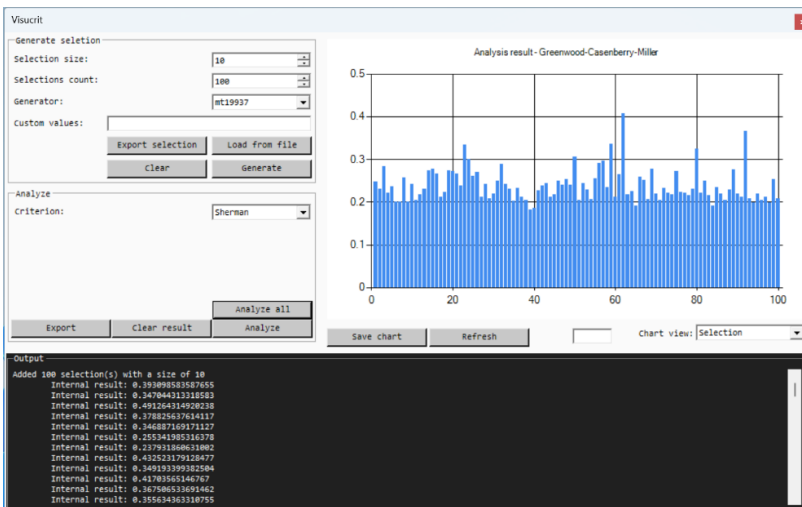 Visucrit
Generate seletion
Selection size:
10
Selections count:
100
Generator:
mt19937
Custom values:
Export selection
Load from file
Clear
Generate
Analyze
Criterion:
Sherman
Analyze all
Export
Clear result
Analyze
Analysis result - Greenwood-Casenberry-Miller
0.5
0.4
0.3
0.2
0.1
0
0 20 40 60 80 100
Save chart
Refresh
Chart view:
Selection
Output
Added 100 selection(s) with a size of 10
Internal result: 0.393098583587655
Internal result: 0.347044313318583
Internal result: 0.491264314920238
Internal result: 0.378825637614117
Internal result: 0.346887169171127
Internal result: 0.255341985316378
Internal result: 0.237931860631002
Internal result: 0.432523179128477
Internal result: 0.349193399382504
Internal result: 0.41703565146767
Internal result: 0.367506533691462
Internal result: 0.355634363310755